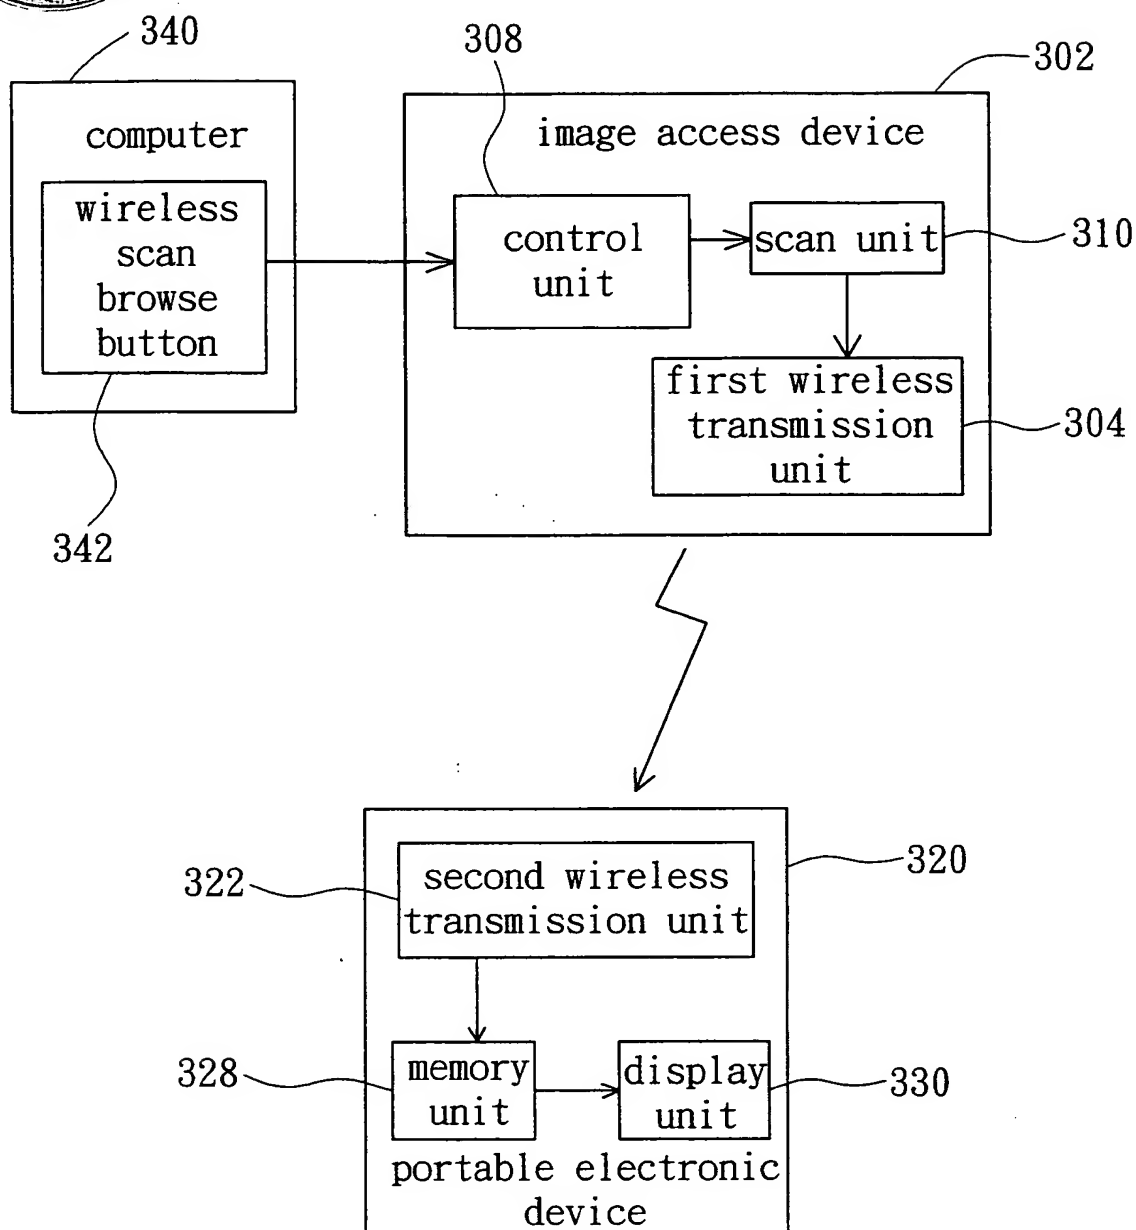 340
308
302
computer
image access device
wireless
scan
browse
button
control
unit
scan unit
310
first wireless
transmission
unit
304
342
320
322
second wireless
transmission unit
328
memory
unit
display
unit
330
portable electronic
device